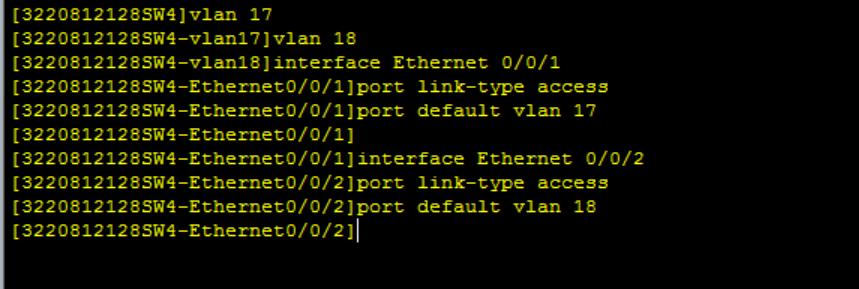 [3220812128SW4]vlan 17
[3220812128SW4-vlan17]vlan 18
[3220812128SW4-vlan18]interface Ethernet 0/0/1
[3220812128SW4-Ethernet0/0/1]port link-type access
[3220812128SW4-Ethernet0/0/1]port default vlan 17
[3220812128SW4-Ethernet0/0/1]
[3220812128SW4-Ethernet0/0/1]interface Ethernet 0/0/2
[3220812128SW4-Ethernet0/0/2]port link-type access
[3220812128SW4-Ethernet0/0/2]port default vlan 18
[3220812128SW4-Ethernet0/0/2]